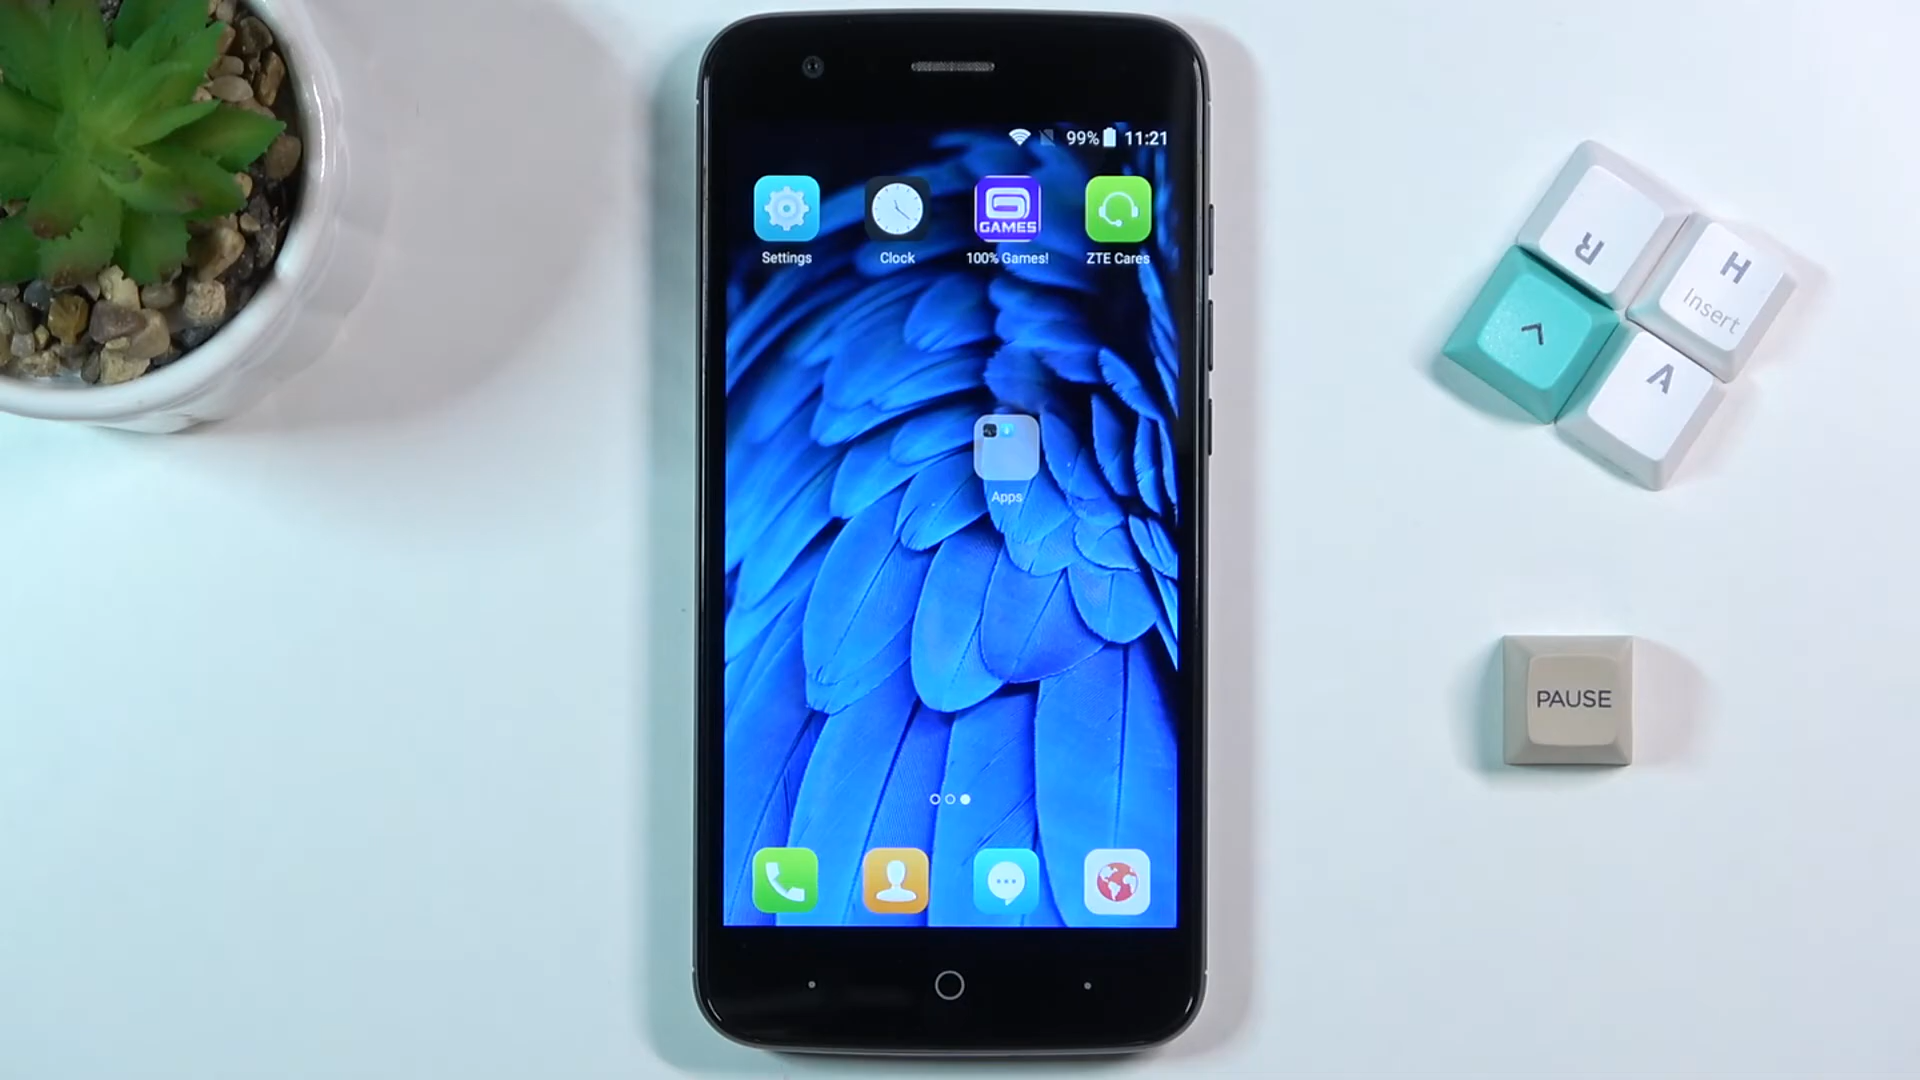 99% 11:21
GAMES
Settings Clock 100% Games! ZTE Cares
Apps
R
H
Insert
A
PAUSE